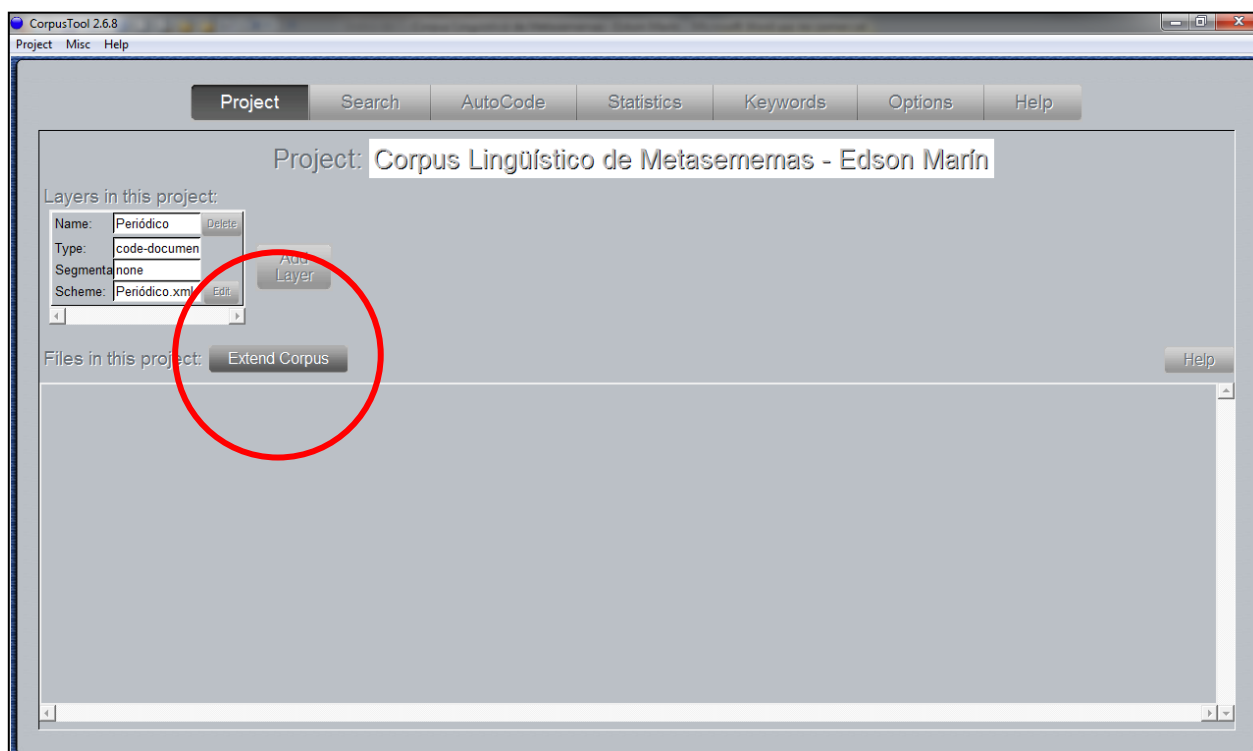 CorpusTool 2.6.8
Project Misc Help
Project Search AutoCode Statistics Keywords Options Help
Project: Corpus Lingüístico de Metasememas - Edson Marín
Layers in this project:
Name: Periódico Delete
Type: code-documen
Segmenta none
Scheme: Periódico.xml Edit
Add
Layer
Files in this project: Extend Corpus Help